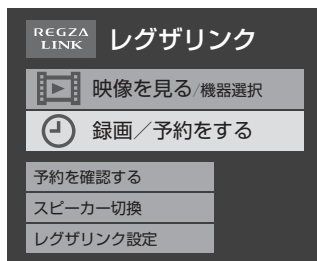 REGZA LINK レグザリンク
映像を見る/機器選択
録画／予約をする
予約を確認する
スピーカー切換
レグザリンク設定